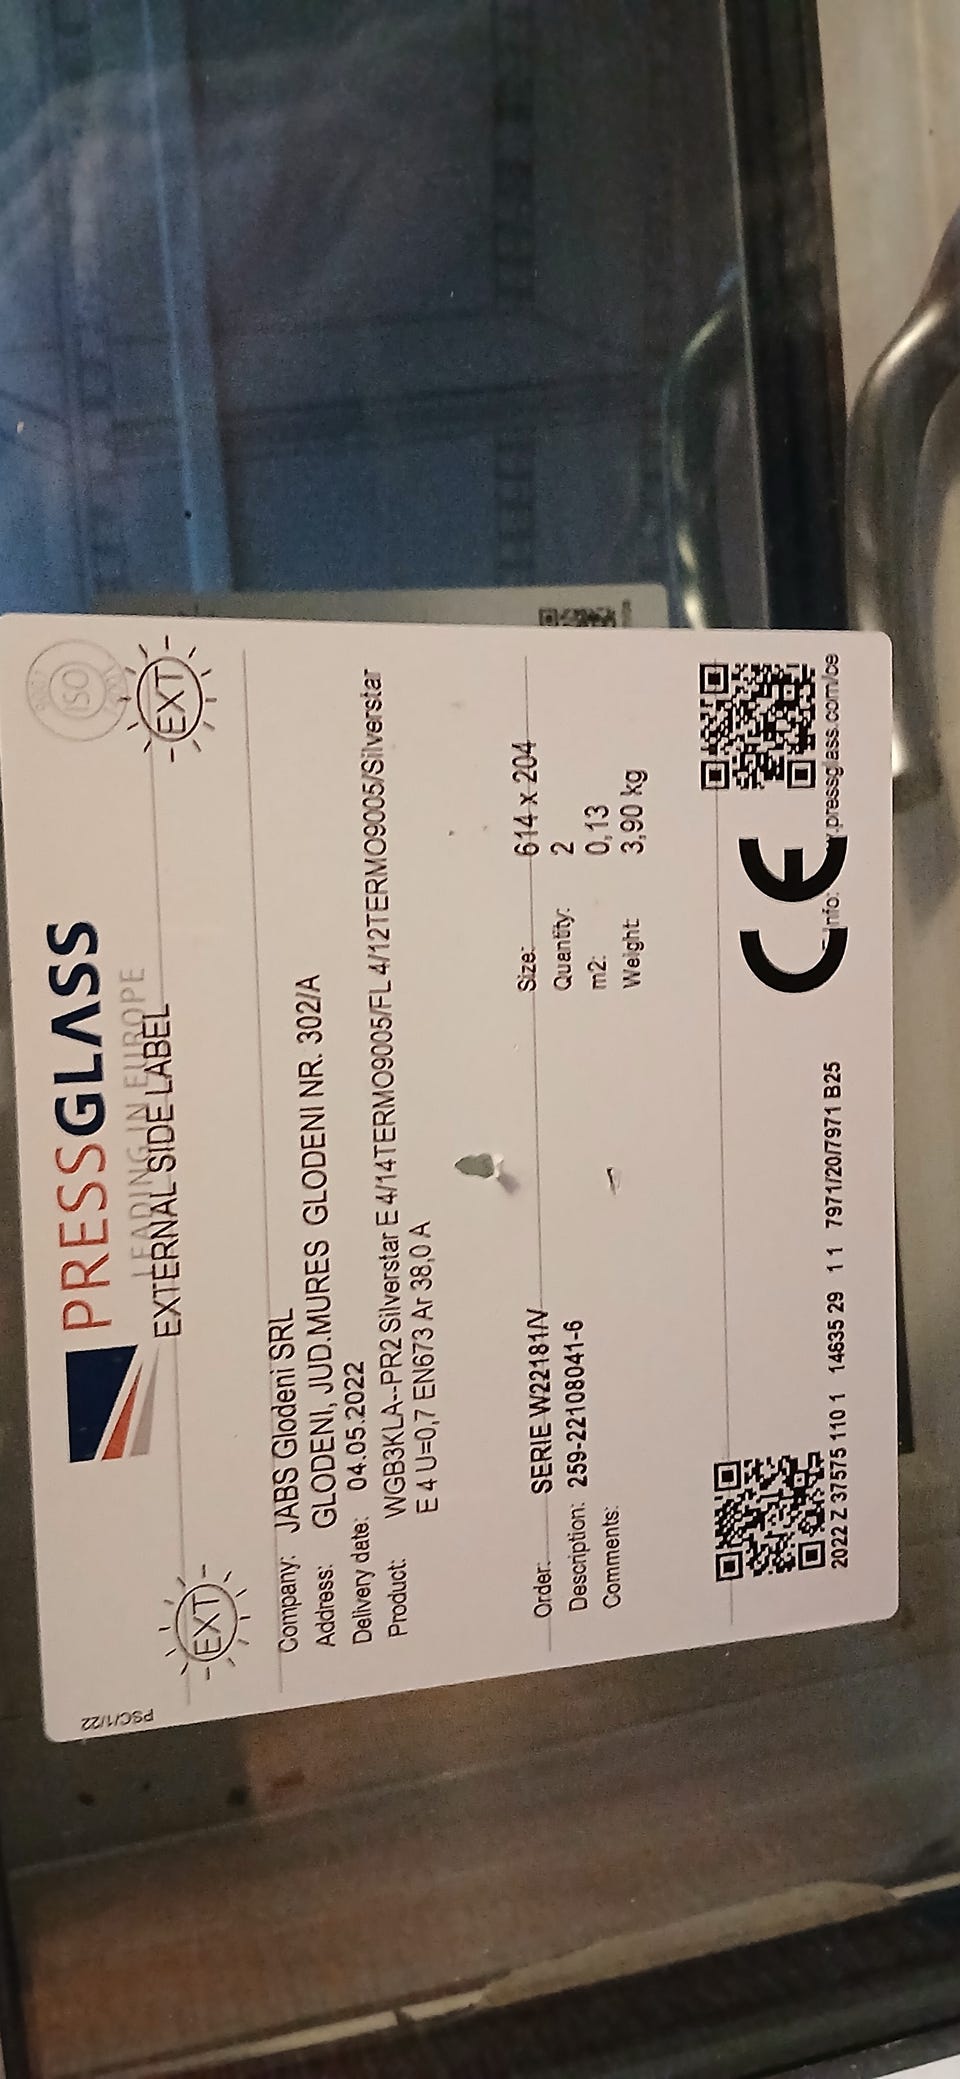 PSC/1/22
PRESSGLASS
LEADING IN EUROPE
ISO
EXT
EXTERNAL SIDE LABEL
EXT
Company: JABS Glodeni SRL
Address: GLODENI, JUD.MURES GLODENI NR. 302/A
Delivery date: 04.05.2022
Product: WGB3KLA--PR2 Silverstar E 4/14TERMO9005/FL 4/12TERMO9005/Silverstar
E 4 U=0,7 EN673 Ar 38,0 A
Order: SERIE W22181/V
Description: 259-22108041-6
Comments:
Size: 614 x 204
Quantity: 2
m2: 0,13
Weight: 3,90 kg
CE
2022 Z 37575 110 1 14635 29 11 7971/20/7971 B25
Info: .pressglass.com/ce